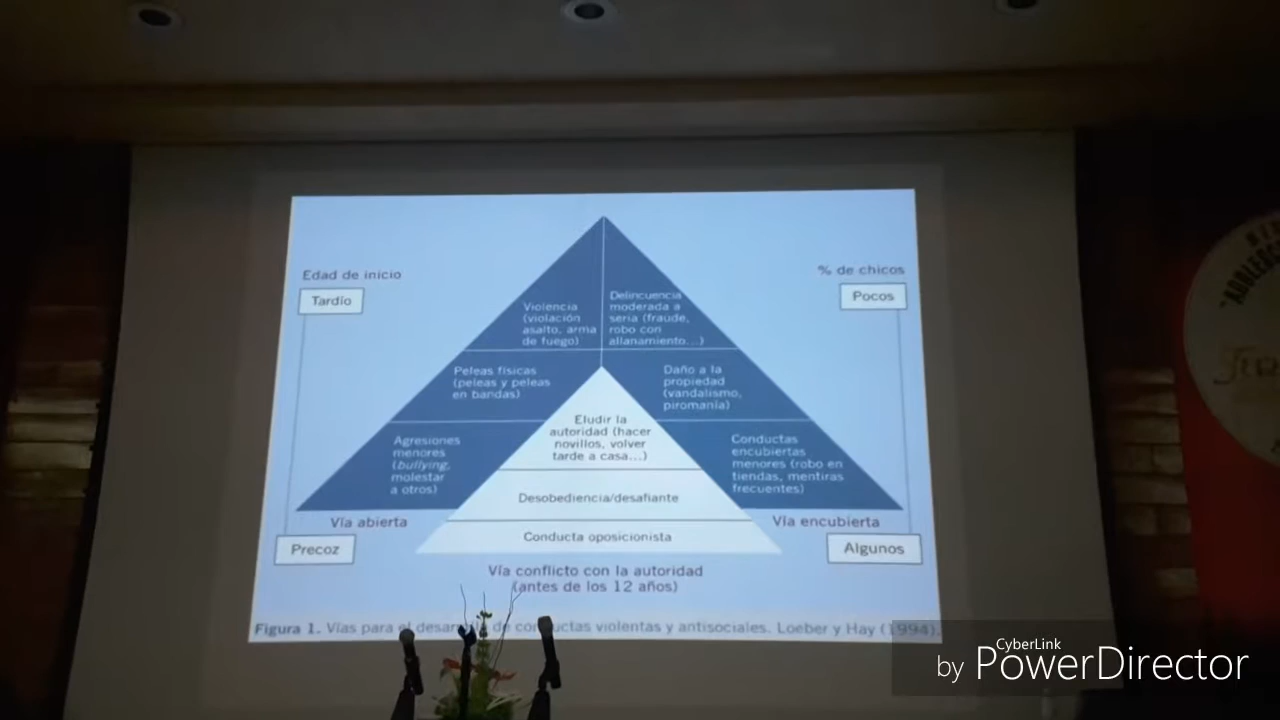 Edad de inicio
Tardío
% de chicos
Pocos
Violencia
(violación
asalto, arma
de fuego)
Delincuencia
moderada a
seria (fraude,
robo con
allanamiento...)
Peleas físicas
(peleas y peleas
en bandas)
Daño a la
propiedad
(vandalismo,
piromanía)
Eludir la
autoridad (hacer
novillos, volver
tarde a casa...)
Agresiones
menores
(bullying,
molestar
a otros)
Conductas
encubiertas
menores (robo en
tiendas, mentiras
frecuentes)
Desobediencia/desafiante
Conducta oposicionista
Vía abierta
Vía encubierta
Precoz
Algunos
Vía conflicto con la autoridad
(antes de los 12 años)
Figura 1. Vías para el desarrollo de conductas violentas y antisociales. Loeber y Hay (1994).
CyberLink
by PowerDirector